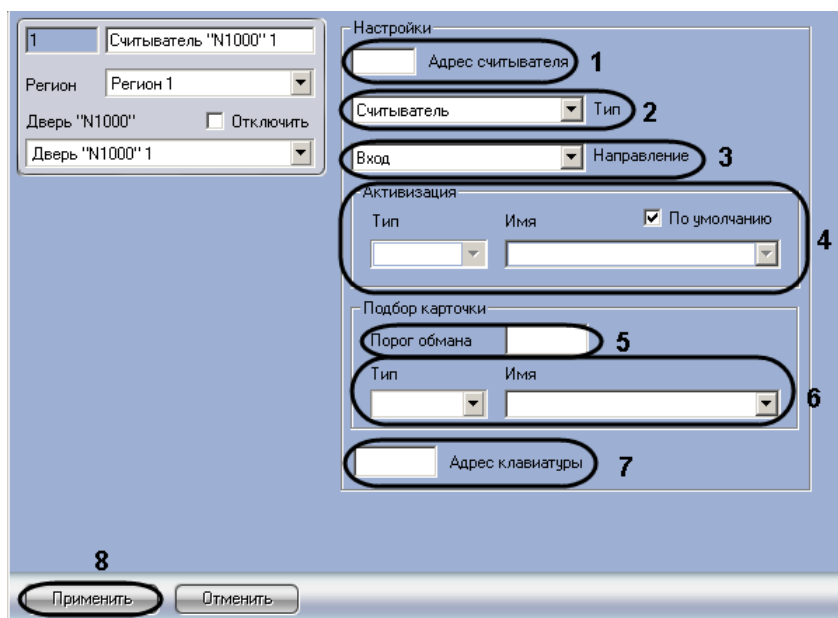 1
Считыватель "N1000" 1
Регион
Регион 1
Дверь "N1000"
Отключить
Дверь "N1000" 1
Настройки
Адрес считывателя
1
Считыватель
Тип
2
Вход
Направление
3
Активизация
Тип
Имя
По умолчанию
4
Подбор карточки
Порог обмана
5
Тип
Имя
6
Адрес клавиатуры
7
8
Применить
Отменить